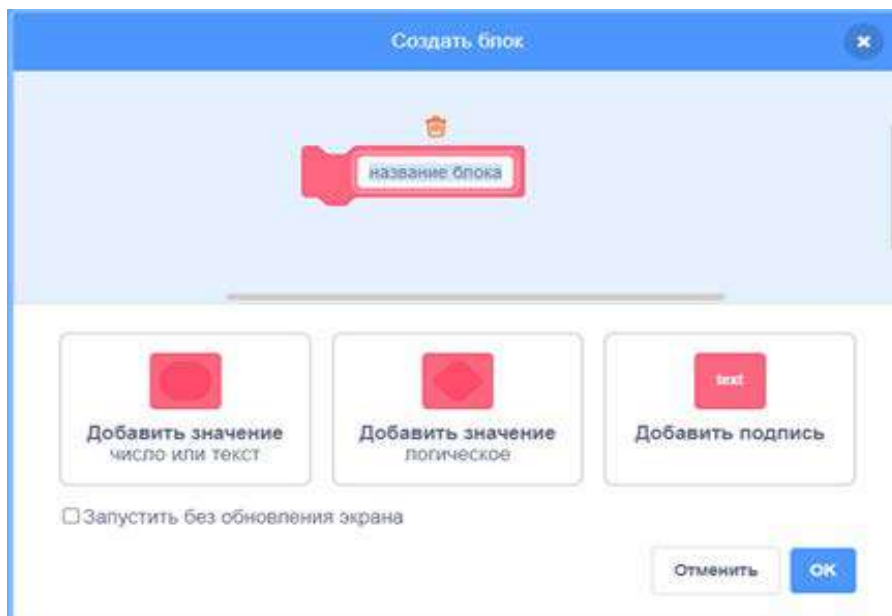 Создать блок
название блока
text
Добавить значение
число или текст
Добавить значение
логическое
Добавить подпись
Запустить без обновления экрана
Отменить
OK